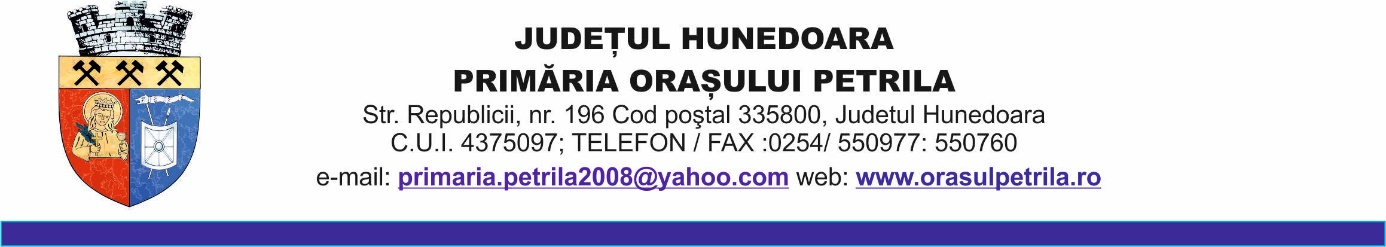 JUDEȚUL HUNEDOARA
PRIMĂRIA ORAȘULUI PETRILA
Str. Republicii, nr. 196 Cod poştal 335800, Judetul Hunedoara
C.U.I. 4375097; TELEFON / FAX :0254/ 550977: 550760
e-mail: primaria.petrila2008@yahoo.com web: www.orasulpetrila.ro